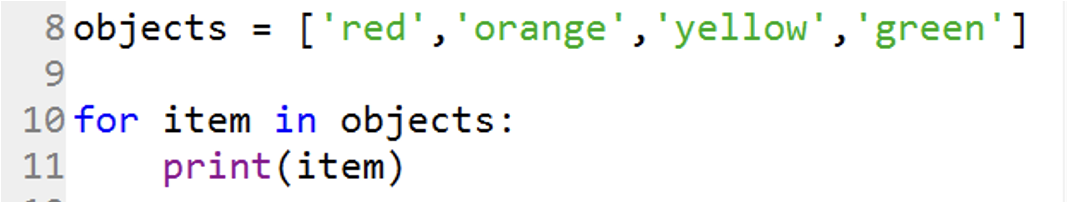 8 objects = ['red','orange','yellow','green']
9
10 for item in objects:
11     print(item)